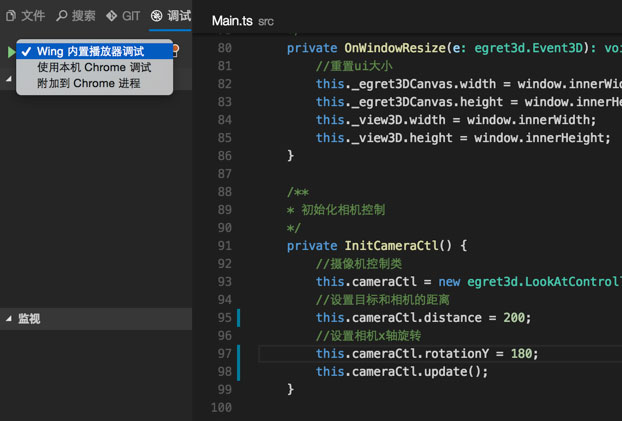 文件 搜索 GIT 调试
Main.ts src
Wing 内置播放器调试
使用本机 Chrome 调试
附加到 Chrome 进程
监视
80 private OnWindowResize(e: egret3d.Event3D): voi
81 //重置ui大小
82 this._egret3DCanvas.width = window.innerWid
83 this._egret3DCanvas.height = window.innerHe
84 this._view3D.width = window.innerWidth;
85 this._view3D.height = window.innerHeight;
86 }
87
88 /**
89 * 初始化相机控制
90 */
91 private InitCameraCtl() {
92 //摄像机控制类
93 this.cameraCtl = new egret3d.LookAtControll
94 //设置目标和相机的距离
95 this.cameraCtl.distance = 200;
96 //设置相机x轴旋转
97 this.cameraCtl.rotationY = 180;
98 this.cameraCtl.update();
99 }
100